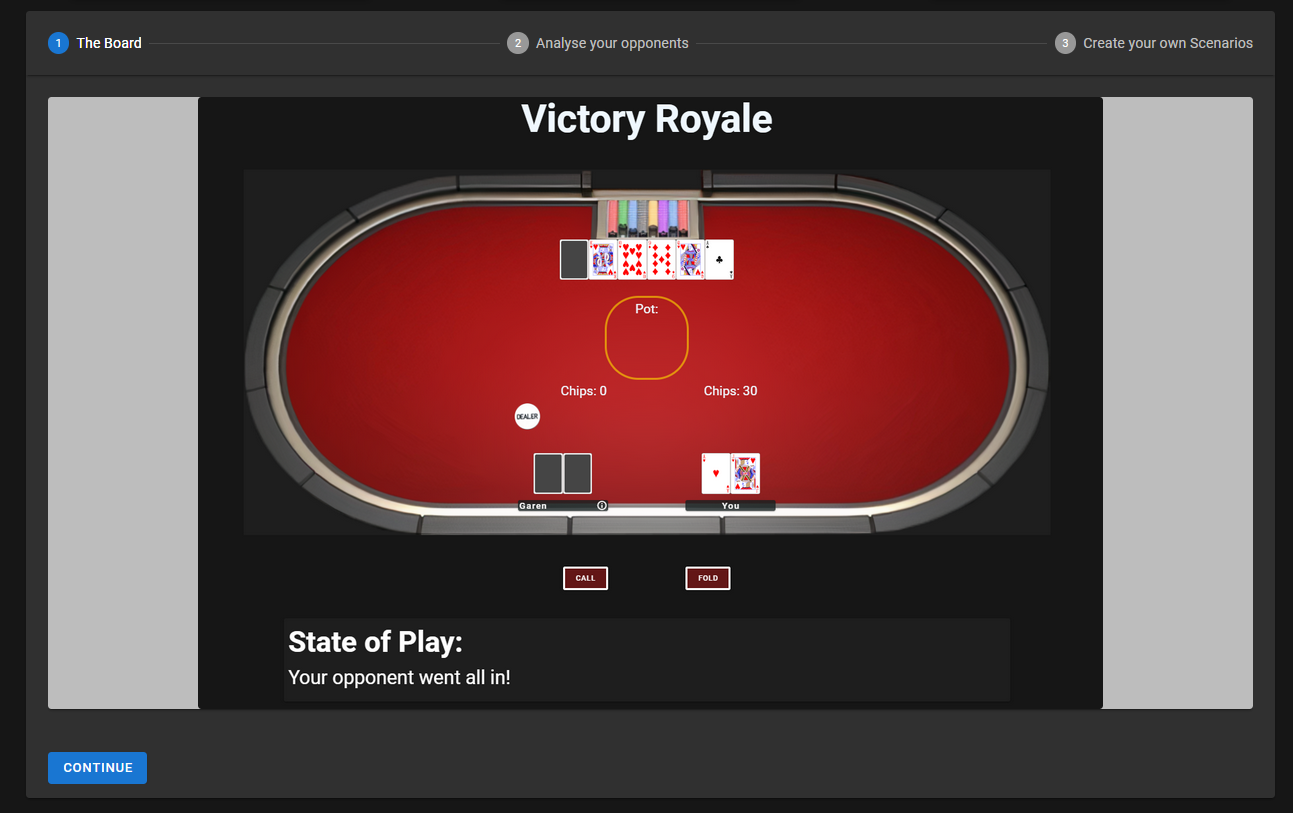 1 The Board
2 Analyse your opponents
3 Create your own Scenarios
Victory Royale
Pot:
Chips: 0
Chips: 30
DEALER
Garen
You
CALL
FOLD
State of Play:
Your opponent went all in!
CONTINUE